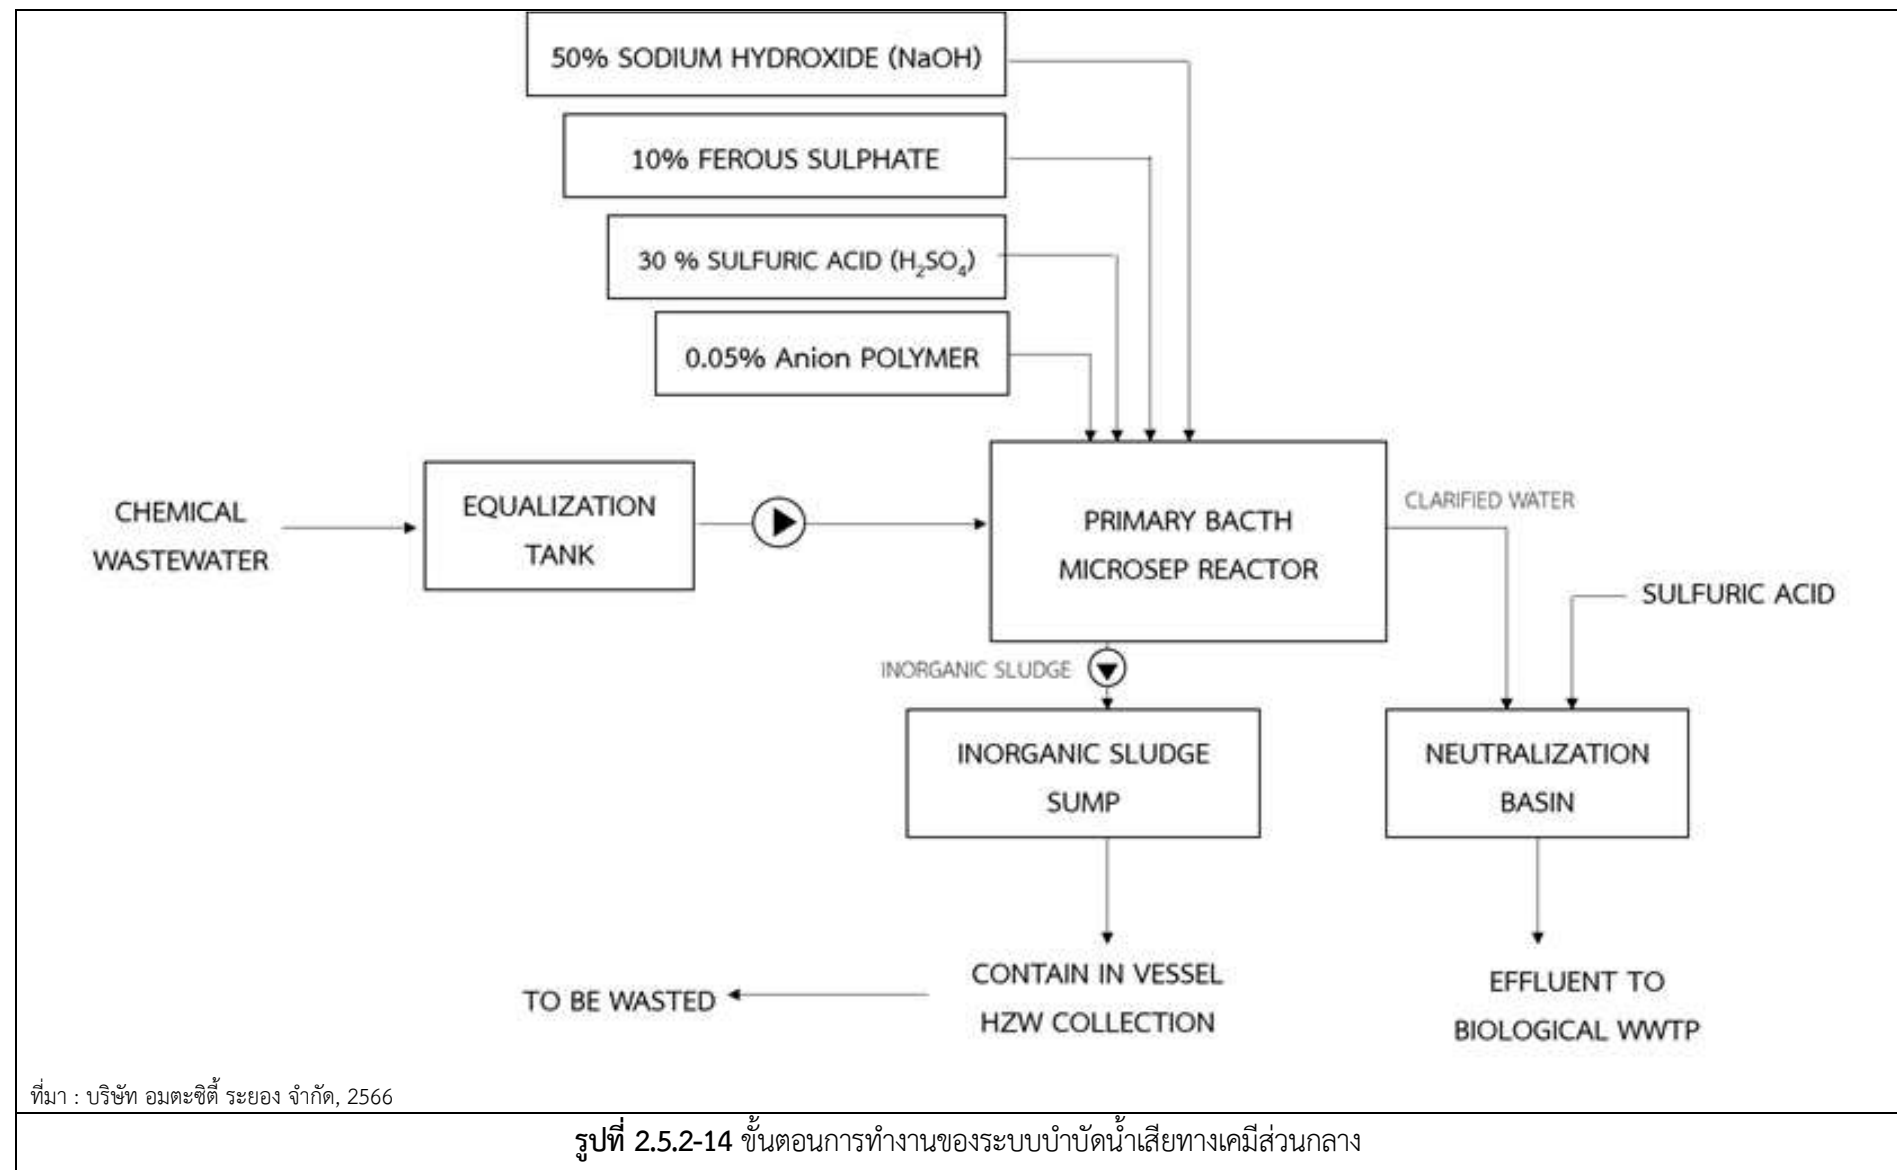 50% SODIUM HYDROXIDE (NaOH)
10% FEROUS SULPHATE
30 % SULFURIC ACID (H₂SO₄)
0.05% Anion POLYMER
CHEMICAL
WASTEWATER
EQUALIZATION
TANK
PRIMARY BACTH
MICROSEP REACTOR
CLARIFIED WATER
SULFURIC ACID
INORGANIC SLUDGE
INORGANIC SLUDGE
SUMP
NEUTRALIZATION
BASIN
TO BE WASTED
CONTAIN IN VESSEL
HZW COLLECTION
EFFLUENT TO
BIOLOGICAL WWTP
ที่มา : บริษัท อมตะซิตี้ ระยอง จำกัด, 2566
รูปที่ 2.5.2-14 ขั้นตอนการทำงานของระบบบำบัดน้ำเสียทางเคมีส่วนกลาง